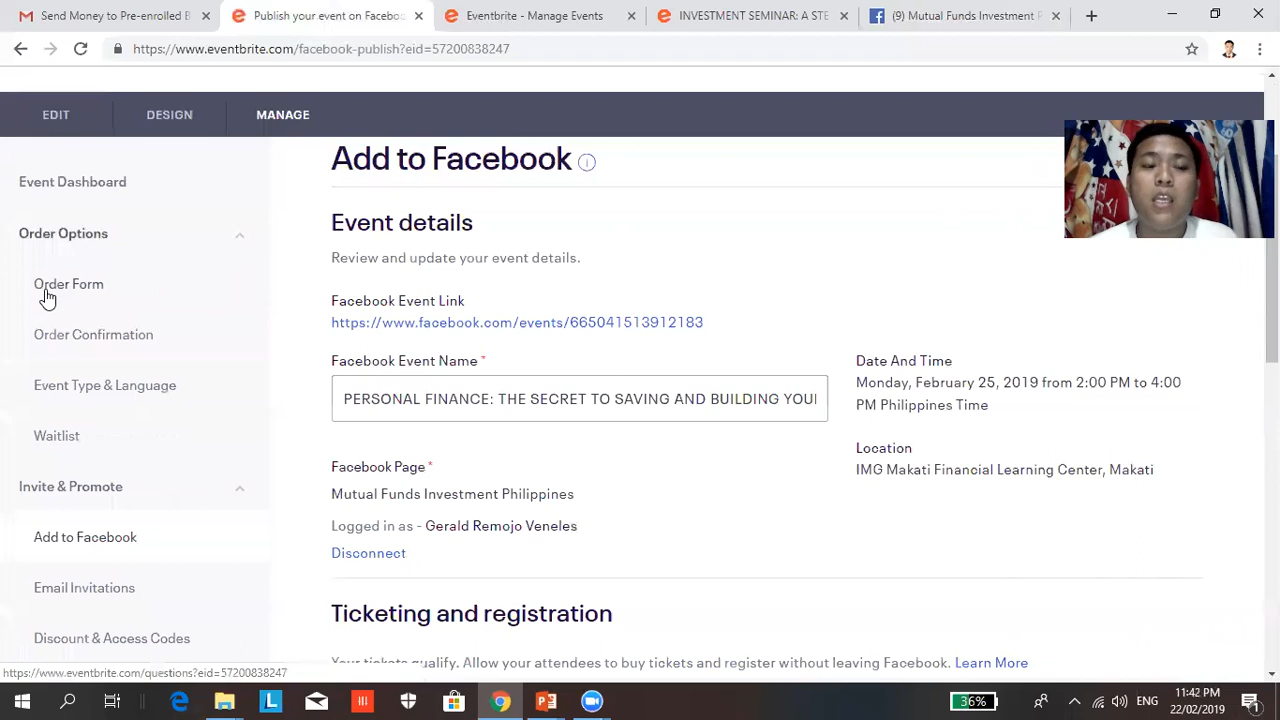 Send Money to Pre-enrolled B
Publish your event on Faceboo
Eventbrite - Manage Events
INVESTMENT SEMINAR: A STE
(9) Mutual Funds Investment P
https://www.eventbrite.com/facebook-publish?eid=57200838247
EDIT
DESIGN
MANAGE
Event Dashboard
Order Options
Order Form
Order Confirmation
Event Type & Language
Waitlist
Invite & Promote
Add to Facebook
Email Invitations
Discount & Access Codes
Add to Facebook
Event details
Review and update your event details.
Facebook Event Link
https://www.facebook.com/events/665041513912183
Facebook Event Name *
PERSONAL FINANCE: THE SECRET TO SAVING AND BUILDING YOUR
Facebook Page *
Mutual Funds Investment Philippines
Logged in as - Gerald Remojo Veneles
Disconnect
Date And Time
Monday, February 25, 2019 from 2:00 PM to 4:00
PM Philippines Time
Location
IMG Makati Financial Learning Center, Makati
Ticketing and registration
Your tickets qualify. Allow your attendees to buy tickets and register without leaving Facebook. Learn More
https://www.eventbrite.com/questions?eid=57200838247
36%
ENG
11:42 PM
22/02/2019